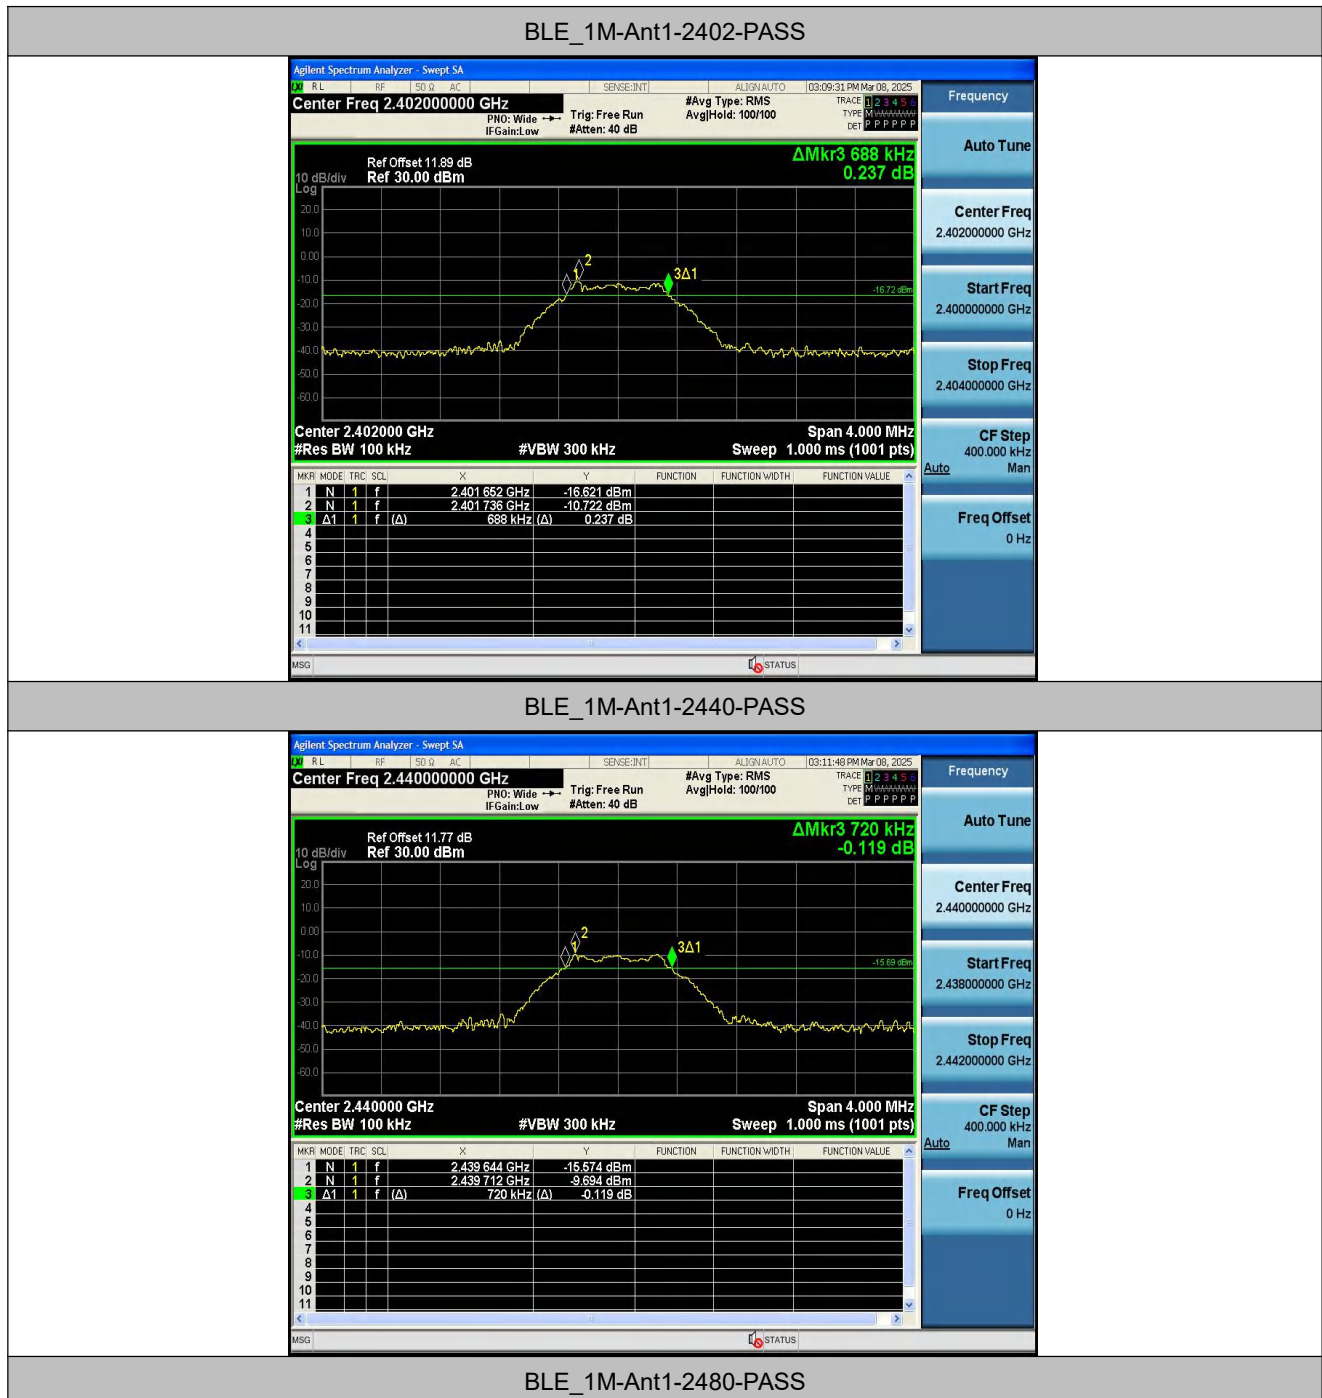 BLE_1M-Ant1-2402-PASS
Agilent Spectrum Analyzer - Swept SA
LXI RL RF 50 Ω AC SENSE:INT ALIGNAUTO 03:09:31 PM Mar 08, 2025
Center Freq 2.402000000 GHz
PNO: Wide
IFGain:Low
Trig: Free Run
#Atten: 40 dB
#Avg Type: RMS
Avg|Hold: 100/100
TRACE 1 2 3 4 5 6
TYPE M
DET P P P P P P
ΔMkr3 688 kHz
0.237 dB
Ref Offset 11.89 dB
10 dB/div Ref 30.00 dBm
Log
20.0
10.0
0.00
-10.0
-20.0
-30.0
-40.0
-50.0
-60.0
1
2
3Δ1
-16.72 dBm
Center 2.402000 GHz Span 4.000 MHz
#Res BW 100 kHz #VBW 300 kHz Sweep 1.000 ms (1001 pts)
MKR MODE TRC SCL X Y FUNCTION FUNCTION WIDTH FUNCTION VALUE
1 N 1 f 2.401 652 GHz -16.621 dBm
2 N 1 f 2.401 736 GHz -10.722 dBm
3 Δ1 1 f (Δ) 688 kHz (Δ) 0.237 dB
4
5
6
7
8
9
10
11
MSG STATUS
Frequency
Auto Tune
Center Freq
2.402000000 GHz
Start Freq
2.400000000 GHz
Stop Freq
2.404000000 GHz
CF Step
400.000 kHz
Auto Man
Freq Offset
0 Hz
BLE_1M-Ant1-2440-PASS
Agilent Spectrum Analyzer - Swept SA
LXI RL RF 50 Ω AC SENSE:INT ALIGNAUTO 03:11:48 PM Mar 08, 2025
Center Freq 2.440000000 GHz
PNO: Wide
IFGain:Low
Trig: Free Run
#Atten: 40 dB
#Avg Type: RMS
Avg|Hold: 100/100
TRACE 1 2 3 4 5 6
TYPE M
DET P P P P P P
ΔMkr3 720 kHz
-0.119 dB
Ref Offset 11.77 dB
10 dB/div Ref 30.00 dBm
Log
20.0
10.0
0.00
-10.0
-20.0
-30.0
-40.0
-50.0
-60.0
1
2
3Δ1
-15.69 dBm
Center 2.440000 GHz Span 4.000 MHz
#Res BW 100 kHz #VBW 300 kHz Sweep 1.000 ms (1001 pts)
MKR MODE TRC SCL X Y FUNCTION FUNCTION WIDTH FUNCTION VALUE
1 N 1 f 2.439 644 GHz -15.574 dBm
2 N 1 f 2.439 712 GHz -9.694 dBm
3 Δ1 1 f (Δ) 720 kHz (Δ) -0.119 dB
4
5
6
7
8
9
10
11
MSG STATUS
Frequency
Auto Tune
Center Freq
2.440000000 GHz
Start Freq
2.438000000 GHz
Stop Freq
2.442000000 GHz
CF Step
400.000 kHz
Auto Man
Freq Offset
0 Hz
BLE_1M-Ant1-2480-PASS